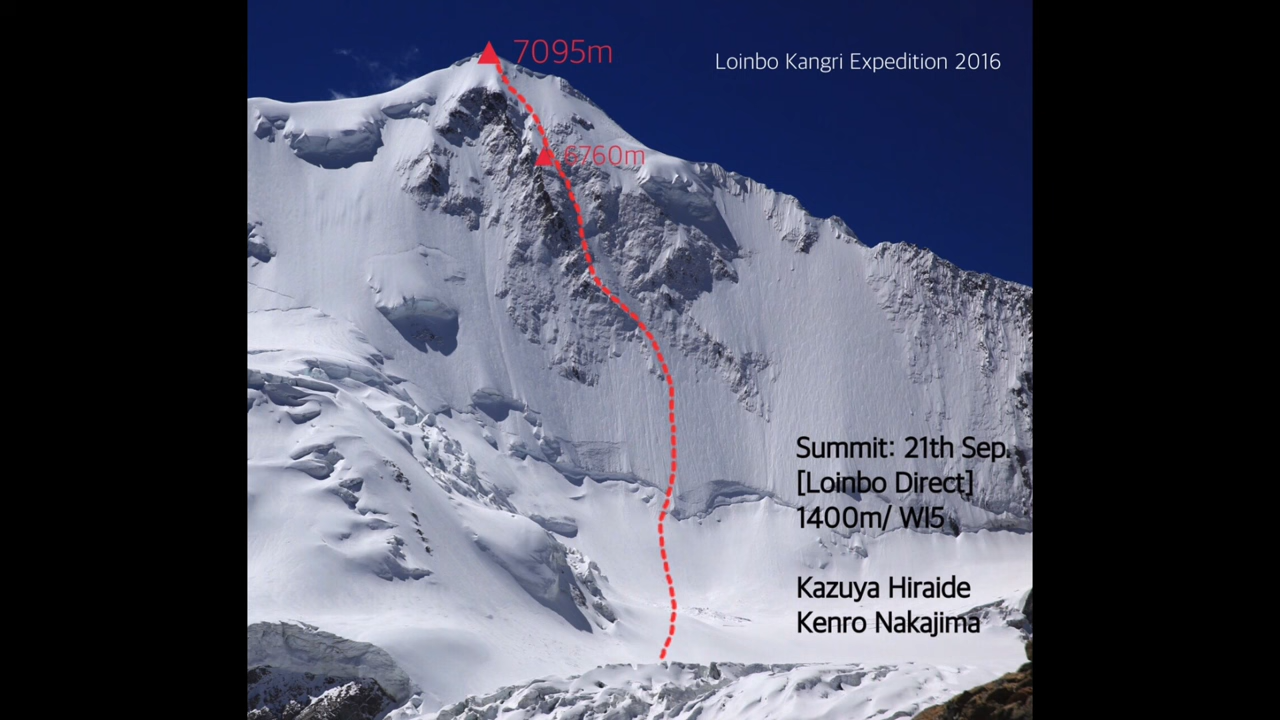 7095m
Loinbo Kangri Expedition 2016
6760m
Summit: 21th Sep.
[Loinbo Direct]
1400m/ WI5
Kazuya Hiraide
Kenro Nakajima